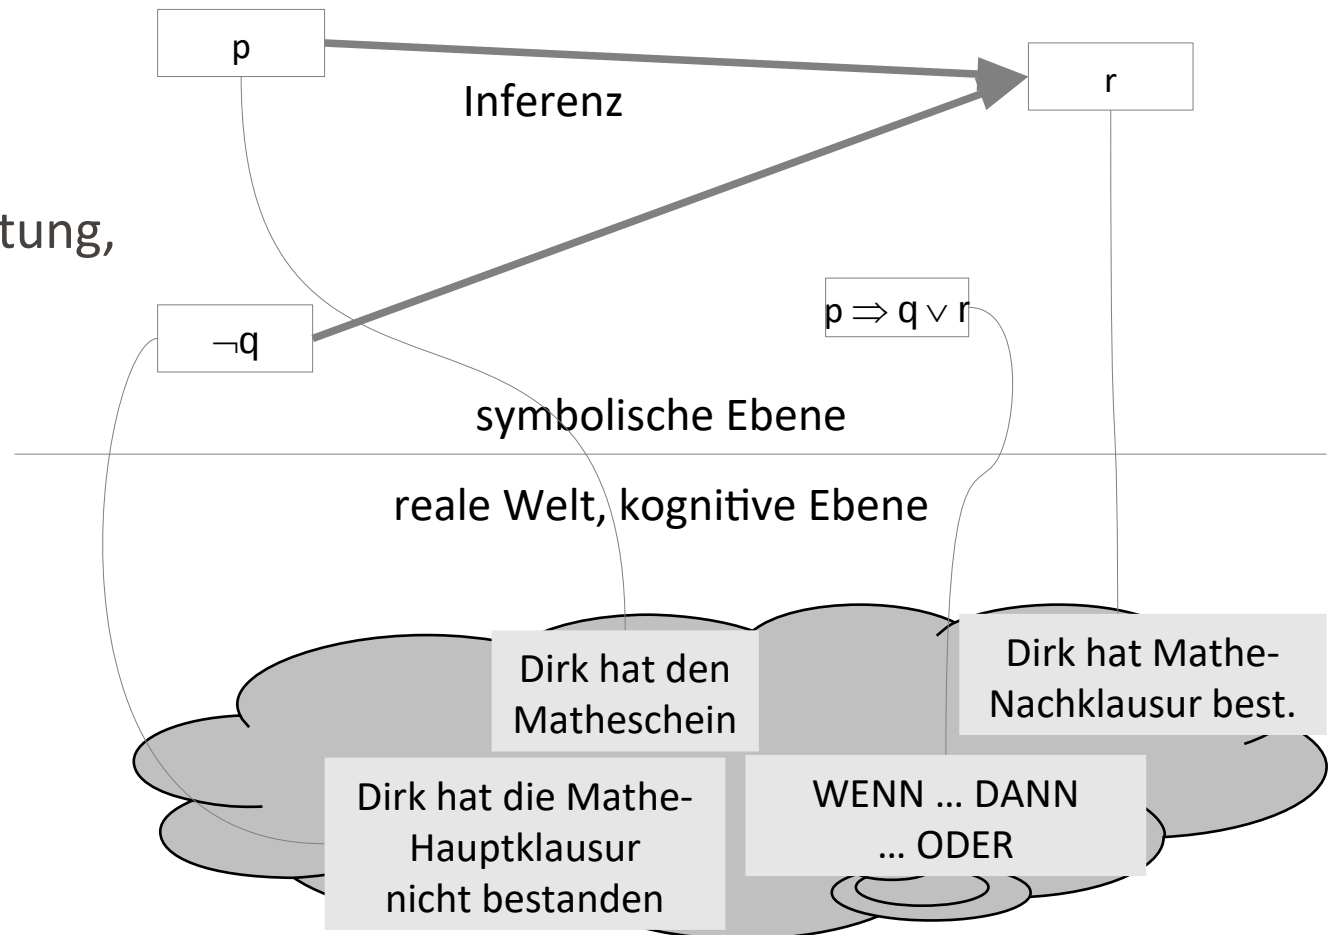 p
r
Inferenz
tung,
¬q
p ⇒ q ∨ r
symbolische Ebene
reale Welt, kognitive Ebene
Dirk hat den
Matheschein
Dirk hat Mathe-
Nachklausur best.
Dirk hat die Mathe-
Hauptklausur
nicht bestanden
WENN ... DANN
... ODER